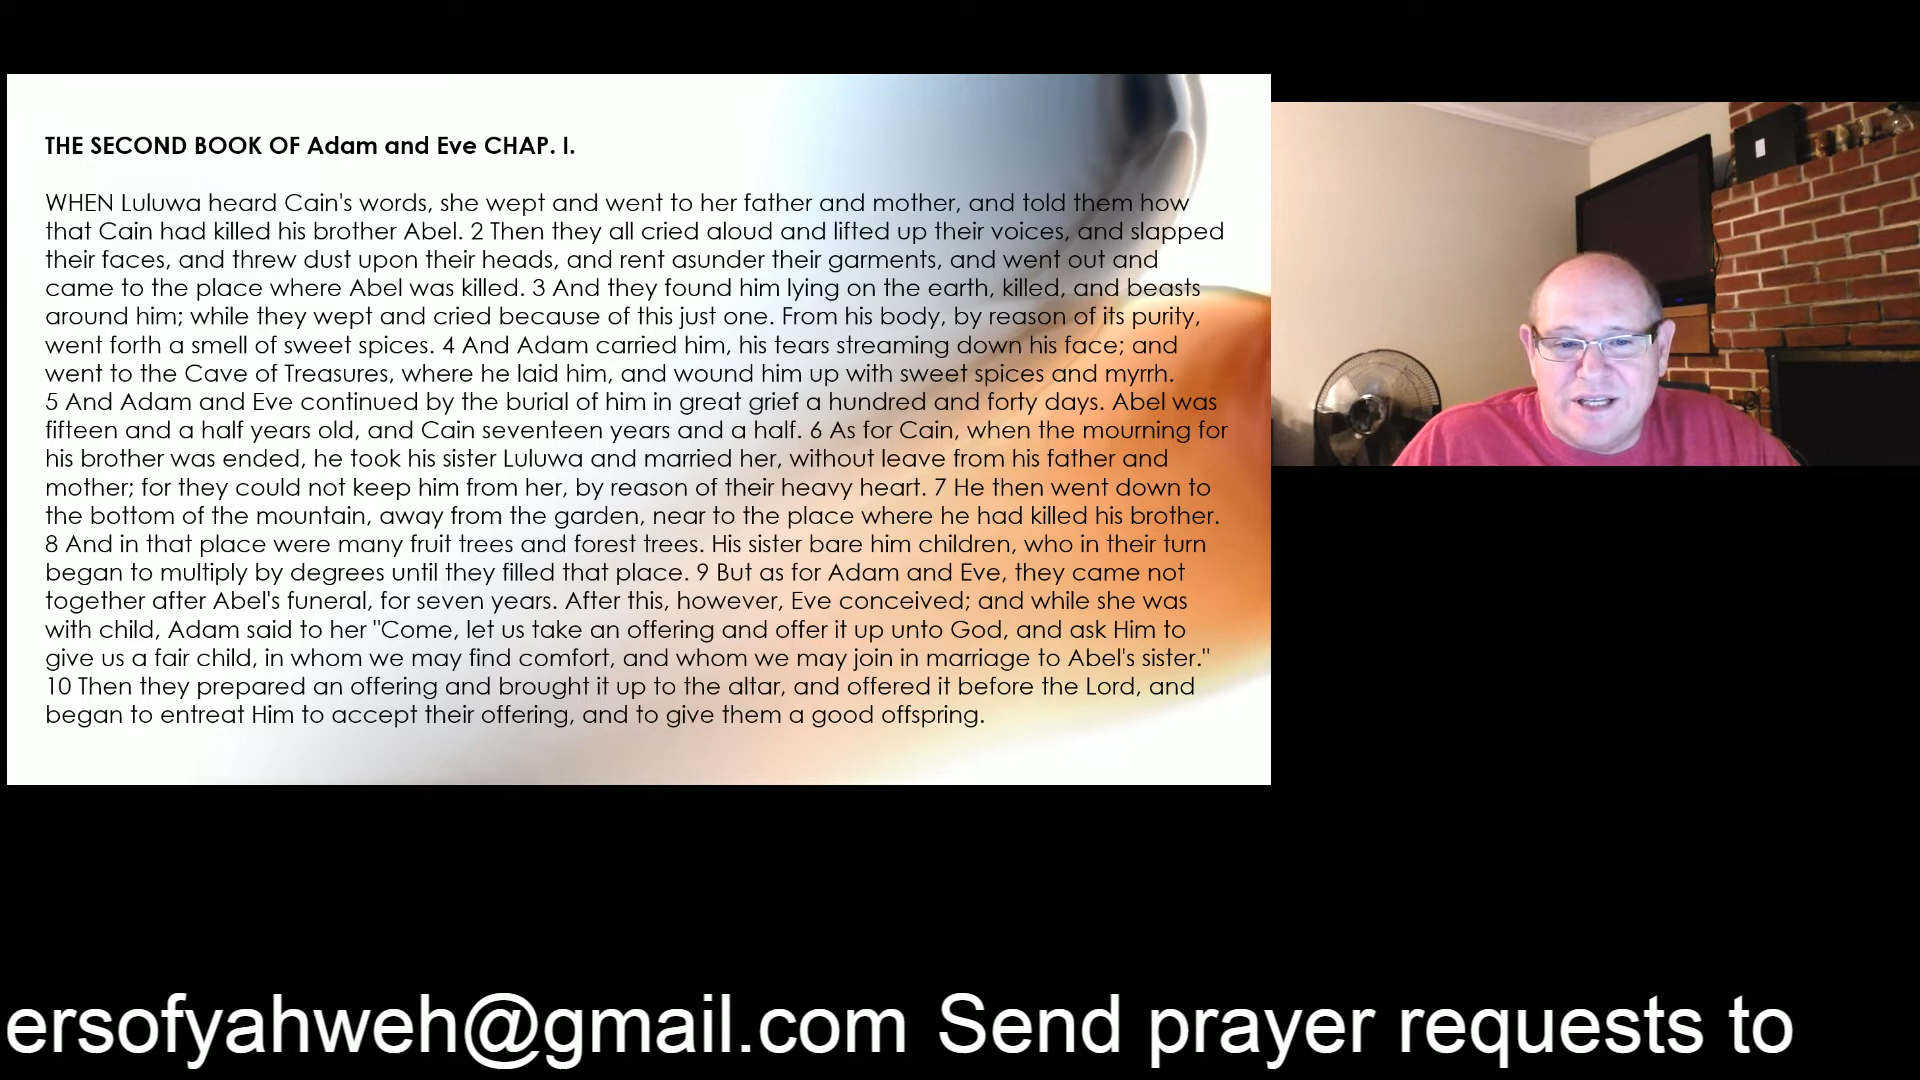 THE SECOND BOOK OF Adam and Eve CHAP. I.
WHEN Luluwa heard Cain's words, she wept and went to her father and mother, and told them how
that Cain had killed his brother Abel. 2 Then they all cried aloud and lifted up their voices, and slapped
their faces, and threw dust upon their heads, and rent asunder their garments, and went out and
came to the place where Abel was killed. 3 And they found him lying on the earth, killed, and beasts
around him; while they wept and cried because of this just one. From his body, by reason of its purity,
went forth a smell of sweet spices. 4 And Adam carried him, his tears streaming down his face; and
went to the Cave of Treasures, where he laid him, and wound him up with sweet spices and myrrh.
5 And Adam and Eve continued by the burial of him in great grief a hundred and forty days. Abel was
fifteen and a half years old, and Cain seventeen years and a half. 6 As for Cain, when the mourning for
his brother was ended, he took his sister Luluwa and married her, without leave from his father and
mother; for they could not keep him from her, by reason of their heavy heart. 7 He then went down to
the bottom of the mountain, away from the garden, near to the place where he had killed his brother.
8 And in that place were many fruit trees and forest trees. His sister bare him children, who in their turn
began to multiply by degrees until they filled that place. 9 But as for Adam and Eve, they came not
together after Abel's funeral, for seven years. After this, however, Eve conceived; and while she was
with child, Adam said to her "Come, let us take an offering and offer it up unto God, and ask Him to
give us a fair child, in whom we may find comfort, and whom we may join in marriage to Abel's sister."
10 Then they prepared an offering and brought it up to the altar, and offered it before the Lord, and
began to entreat Him to accept their offering, and to give them a good offspring.
ersofyahweh@gmail.com Send prayer requests to